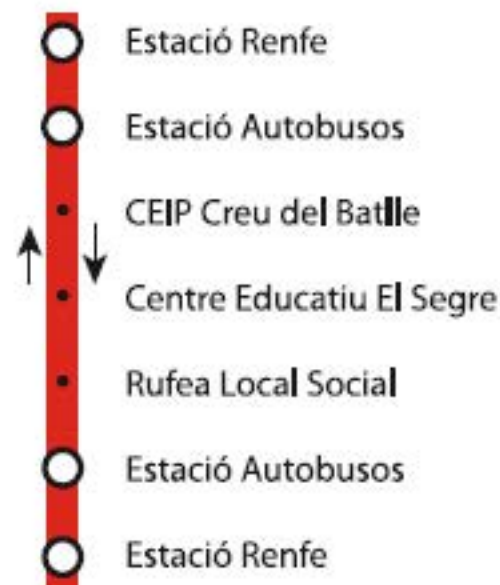 Estació Renfe
Estació Autobusos
CEIP Creu del Batlle
Centre Educatiu El Segre
Rufea Local Social
Estació Autobusos
Estació Renfe